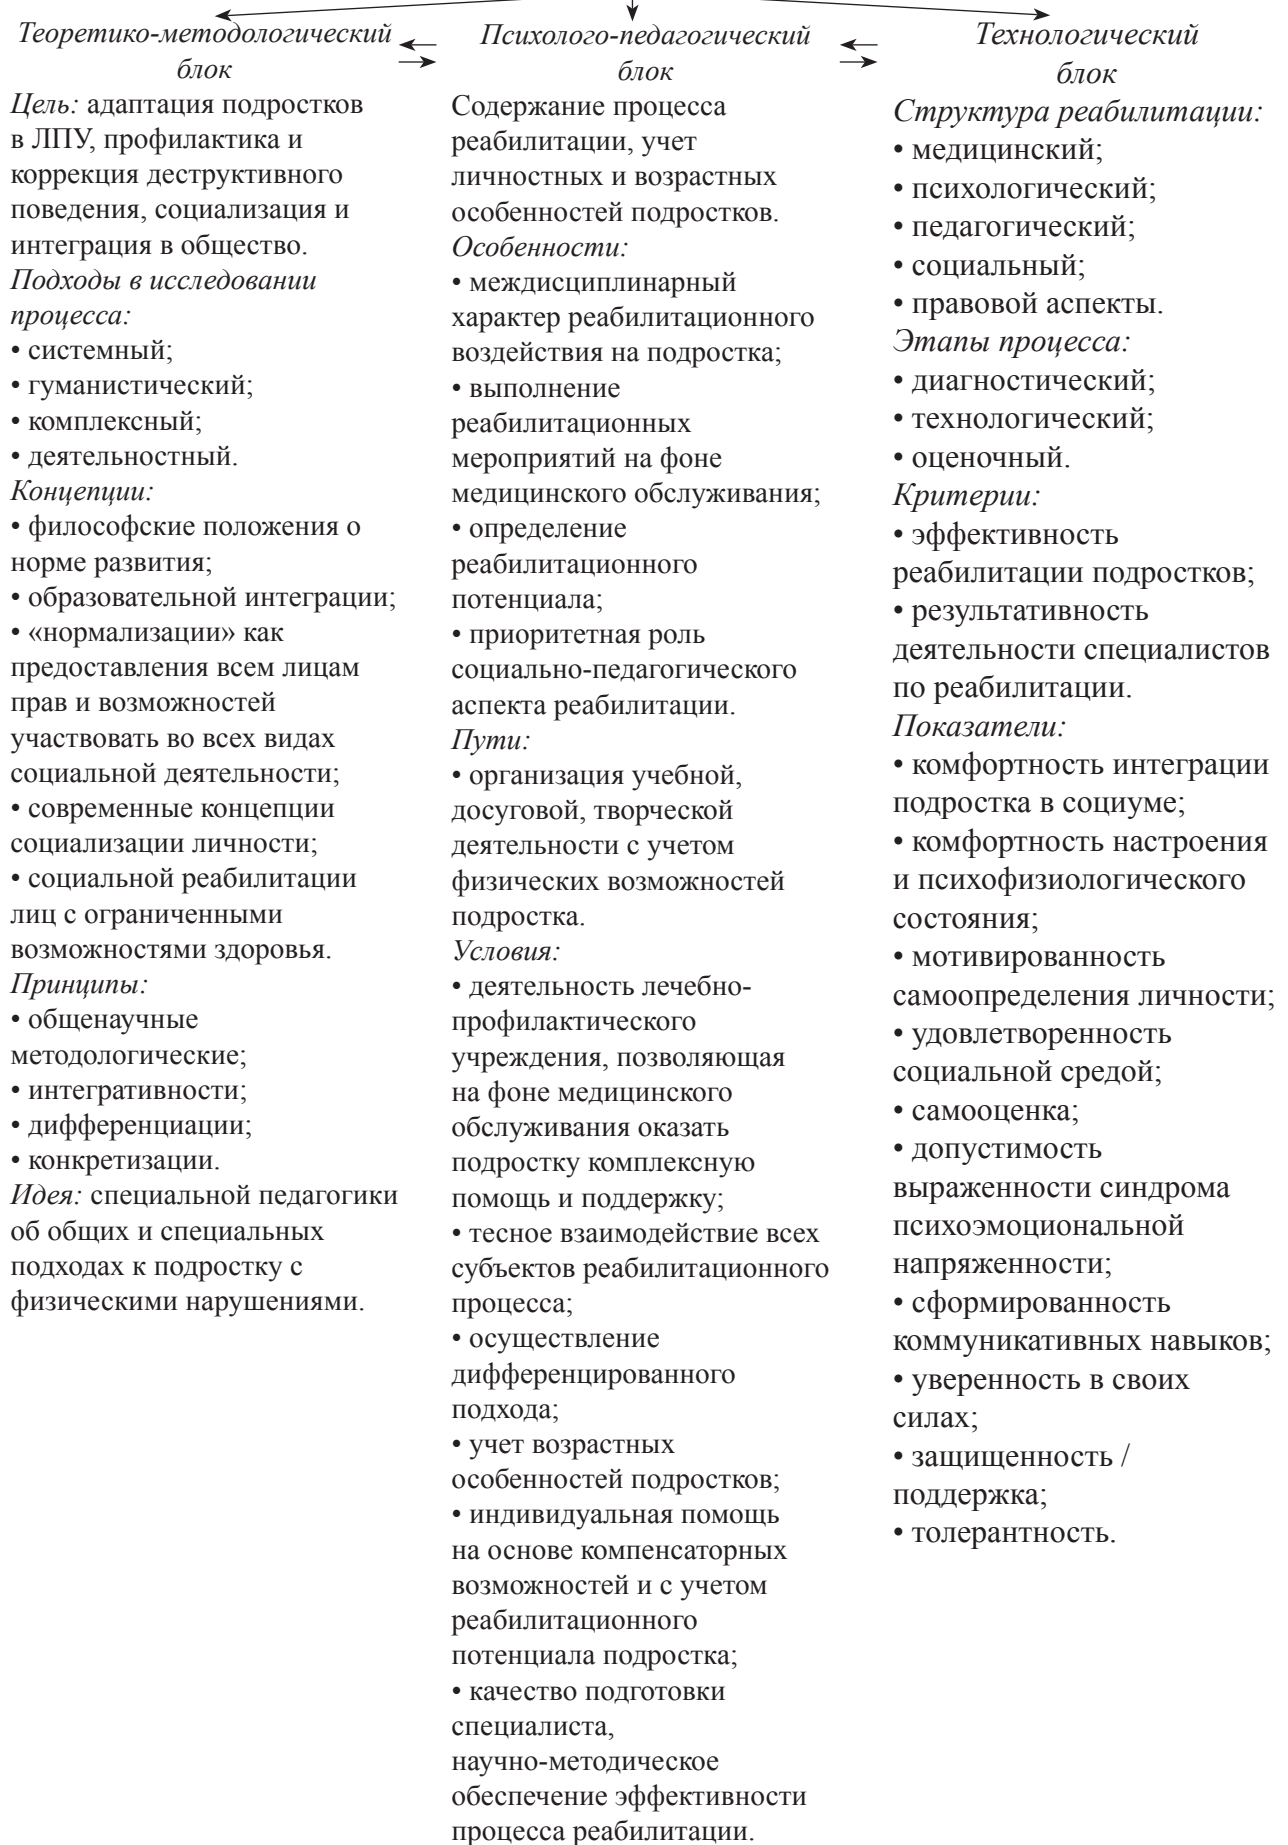 Теоретико-методологический
блок
Цель: адаптация подростков
в ЛПУ, профилактика и
коррекция деструктивного
поведения, социализация и
интеграция в общество.
Подходы в исследовании
процесса:
• системный;
• гуманистический;
• комплексный;
• деятельностный.
Концепции:
• философские положения о
норме развития;
• образовательной интеграции;
• «нормализации» как
предоставления всем лицам
прав и возможностей
участвовать во всех видах
социальной деятельности;
• современные концепции
социализации личности;
• социальной реабилитации
лиц с ограниченными
возможностями здоровья.
Принципы:
• общенаучные
методологические;
• интегративности;
• дифференциации;
• конкретизации.
Идея: специальной педагогики
об общих и специальных
подходах к подростку с
физическими нарушениями.
Психолого-педагогический
блок
Содержание процесса
реабилитации, учет
личностных и возрастных
особенностей подростков.
Особенности:
• междисциплинарный
характер реабилитационного
воздействия на подростка;
• выполнение
реабилитационных
мероприятий на фоне
медицинского обслуживания;
• определение
реабилитационного
потенциала;
• приоритетная роль
социально-педагогического
аспекта реабилитации.
Пути:
• организация учебной,
досуговой, творческой
деятельности с учетом
физических возможностей
подростка.
Условия:
• деятельность лечебно-
профилактического
учреждения, позволяющая
на фоне медицинского
обслуживания оказать
подростку комплексную
помощь и поддержку;
• тесное взаимодействие всех
субъектов реабилитационного
процесса;
• осуществление
дифференцированного
подхода;
• учет возрастных
особенностей подростков;
• индивидуальная помощь
на основе компенсаторных
возможностей и с учетом
реабилитационного
потенциала подростка;
• качество подготовки
специалиста,
научно-методическое
обеспечение эффективности
процесса реабилитации.
Технологический
блок
Структура реабилитации:
• медицинский;
• психологический;
• педагогический;
• социальный;
• правовой аспекты.
Этапы процесса:
• диагностический;
• технологический;
• оценочный.
Критерии:
• эффективность
реабилитации подростков;
• результативность
деятельности специалистов
по реабилитации.
Показатели:
• комфортность интеграции
подростка в социуме;
• комфортность настроения
и психофизиологического
состояния;
• мотивированность
самоопределения личности;
• удовлетворенность
социальной средой;
• самооценка;
• допустимость
выраженности синдрома
психоэмоциональной
напряженности;
• сформированность
коммуникативных навыков;
• уверенность в своих
силах;
• защищенность /
поддержка;
• толерантность.